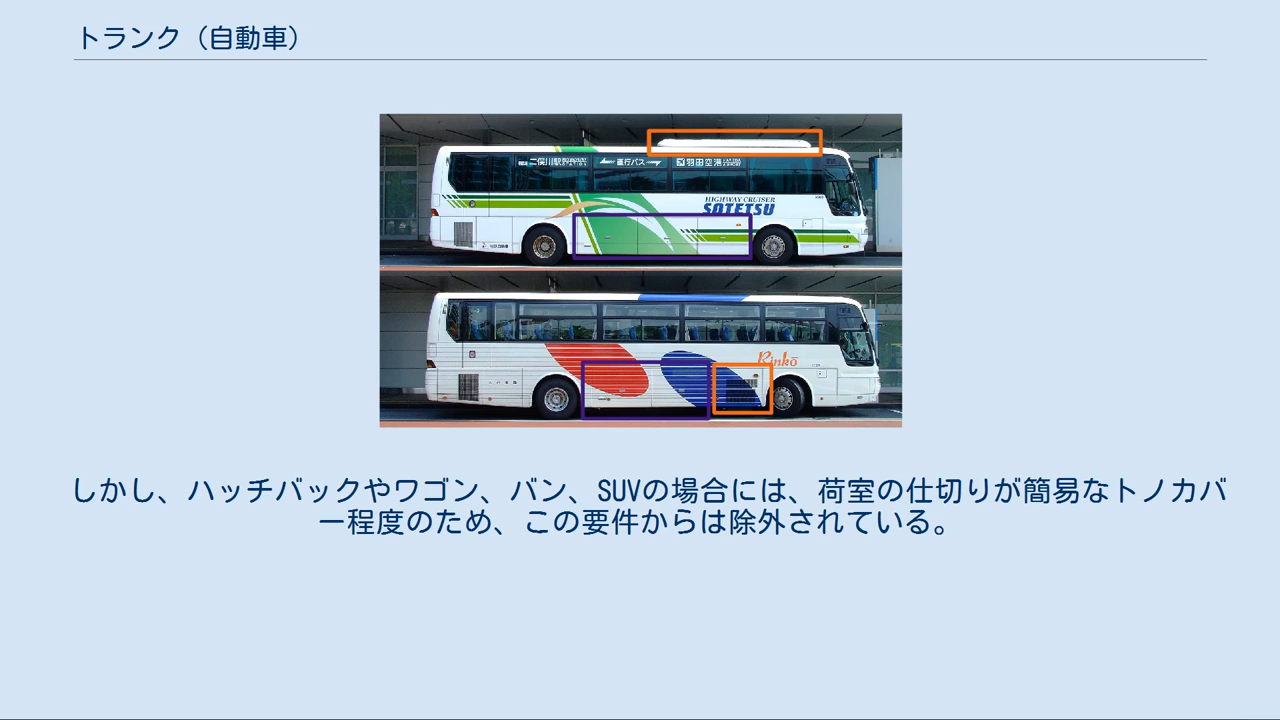 トランク（自動車）
二俣川
直行バス
羽田空港
HIGHWAY CRUISER
SOTETSU
Rinkō
しかし、ハッチバックやワゴン、バン、SUVの場合には、荷室の仕切りが簡易なトノカバ
ー程度のため、この要件からは除外されている。